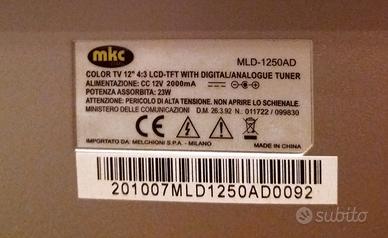 mkc
MLD-1250AD
COLOR TV 12" 4:3 LCD-TFT WITH DIGITAL/ANALOGUE TUNER
ALIMENTAZIONE: CC 12V 2000mA
POTENZA ASSORBITA: 23W
ATTENZIONE: PERICOLO DI ALTA TENSIONE. NON APRIRE LO SCHIENALE.
MINISTERO DELLE COMUNICAZIONI D.M. 26.3.92 N. 011722 / 099830
IMPORTATO DA: MELCHIONI S.P.A - MILANO
MADE IN CHINA
201007MLD1250AD0092
subito